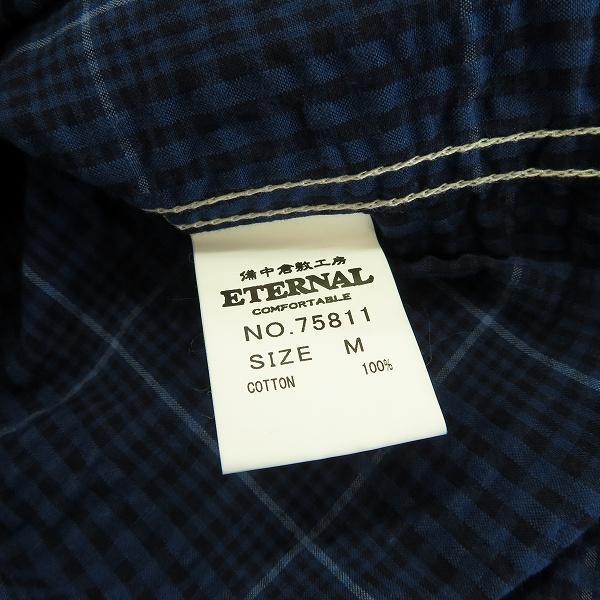 備中倉敷工房
ETERNAL
COMFORTABLE
NO.75811
SIZE M
COTTON 100%